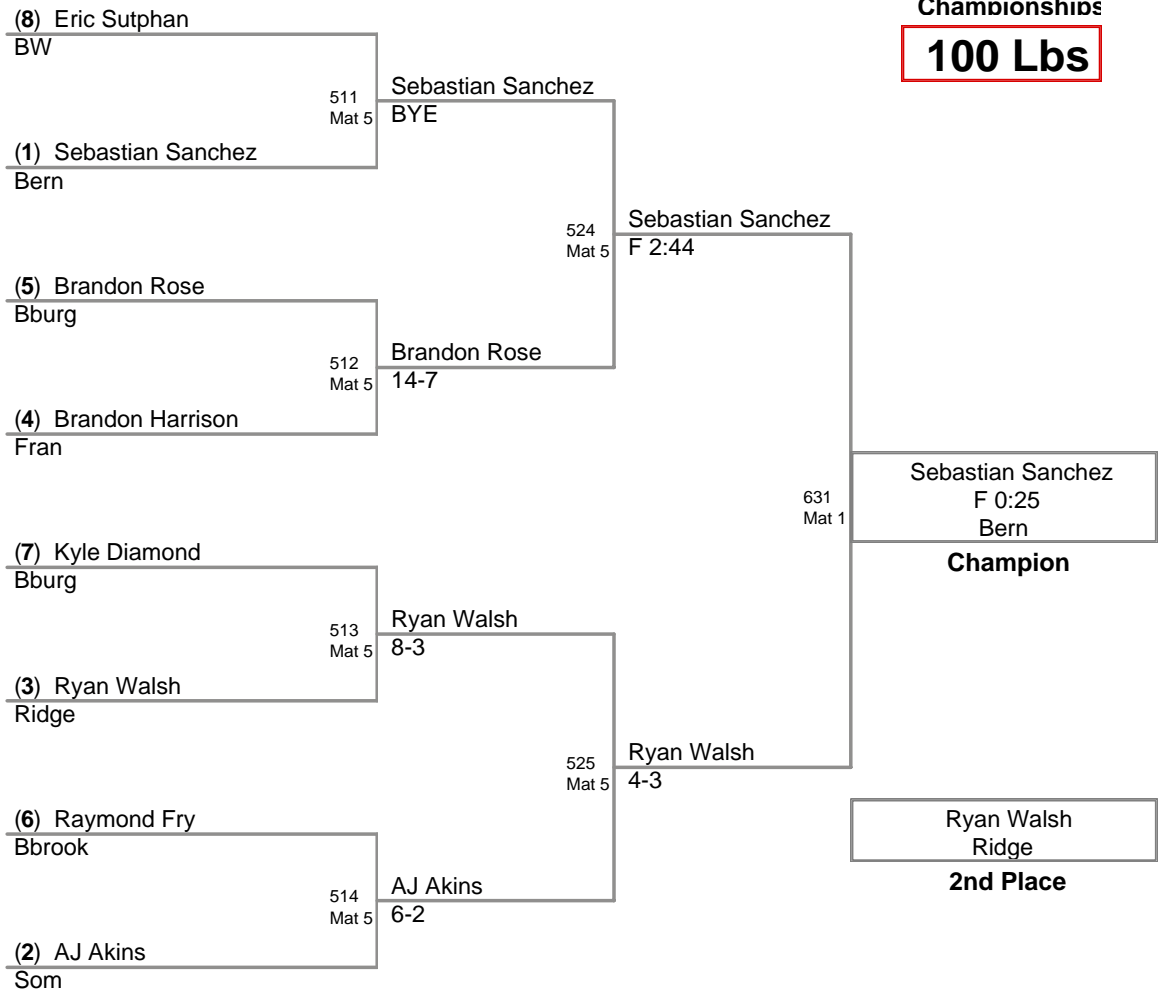 Championships
100 Lbs
(8) Eric Sutphan
BW
511
Mat 5
Sebastian Sanchez
BYE
(1) Sebastian Sanchez
Bern
524
Mat 5
Sebastian Sanchez
F 2:44
(5) Brandon Rose
Bburg
512
Mat 5
Brandon Rose
14-7
(4) Brandon Harrison
Fran
631
Mat 1
Sebastian Sanchez
F 0:25
Bern
Champion
(7) Kyle Diamond
Bburg
513
Mat 5
Ryan Walsh
8-3
(3) Ryan Walsh
Ridge
525
Mat 5
Ryan Walsh
4-3
(6) Raymond Fry
Bbrook
Ryan Walsh
Ridge
2nd Place
514
Mat 5
AJ Akins
6-2
(2) AJ Akins
Som